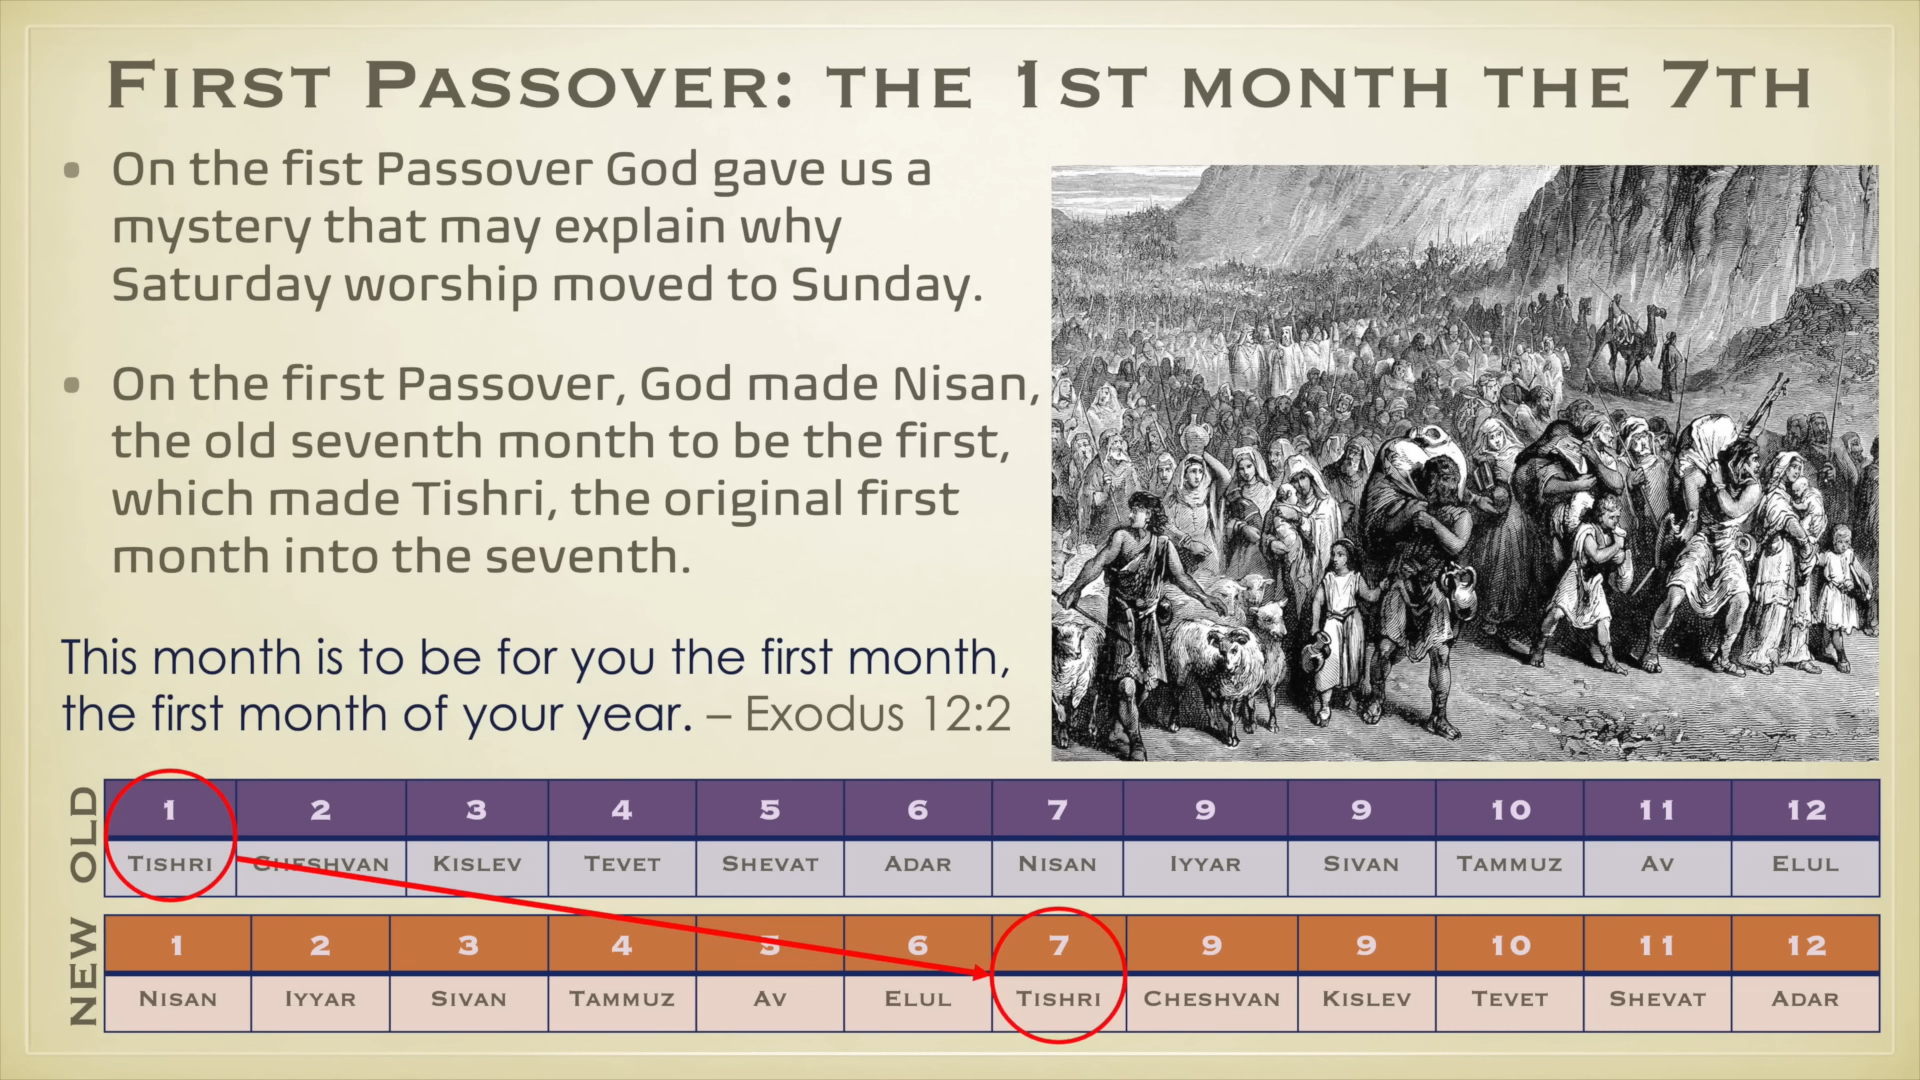 First Passover: the 1st month the 7th
• On the fist Passover God gave us a
mystery that may explain why
Saturday worship moved to Sunday.
• On the first Passover, God made Nisan,
the old seventh month to be the first,
which made Tishri, the original first
month into the seventh.
This month is to be for you the first month,
the first month of your year. – Exodus 12:2
OLD
1 2 3 4 5 6 7 9 9 10 11 12
Tishri Cheshvan Kislev Tevet Shevat Adar Nisan Iyyar Sivan Tammuz Av Elul
NEW
1 2 3 4 5 6 7 9 9 10 11 12
Nisan Iyyar Sivan Tammuz Av Elul Tishri Cheshvan Kislev Tevet Shevat Adar